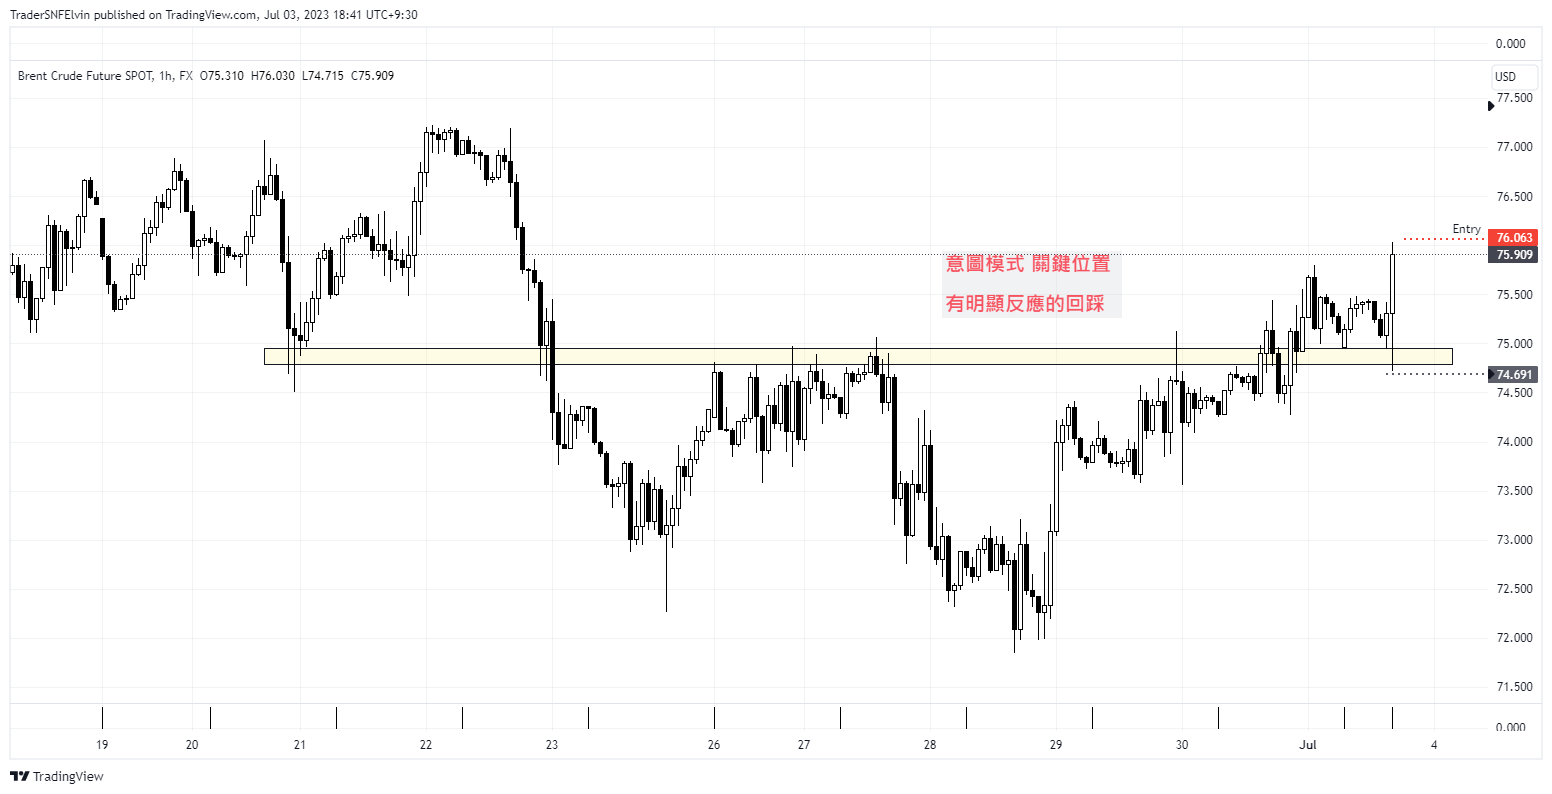 TraderSNFElvin published on TradingView.com, Jul 03, 2023 18:41 UTC+9:30
0.000
Brent Crude Future SPOT, 1h, FX O75.310 H76.030 L74.715 C75.909
USD
77.500
77.000
76.500
Entry
76.063
75.909
意圖模式 關鍵位置
有明顯反應的回踩
75.500
75.000
74.691
74.500
74.000
73.500
73.000
72.500
72.000
71.500
0.000
19 20 21 22 23 26 27 28 29 30 Jul 4
TradingView